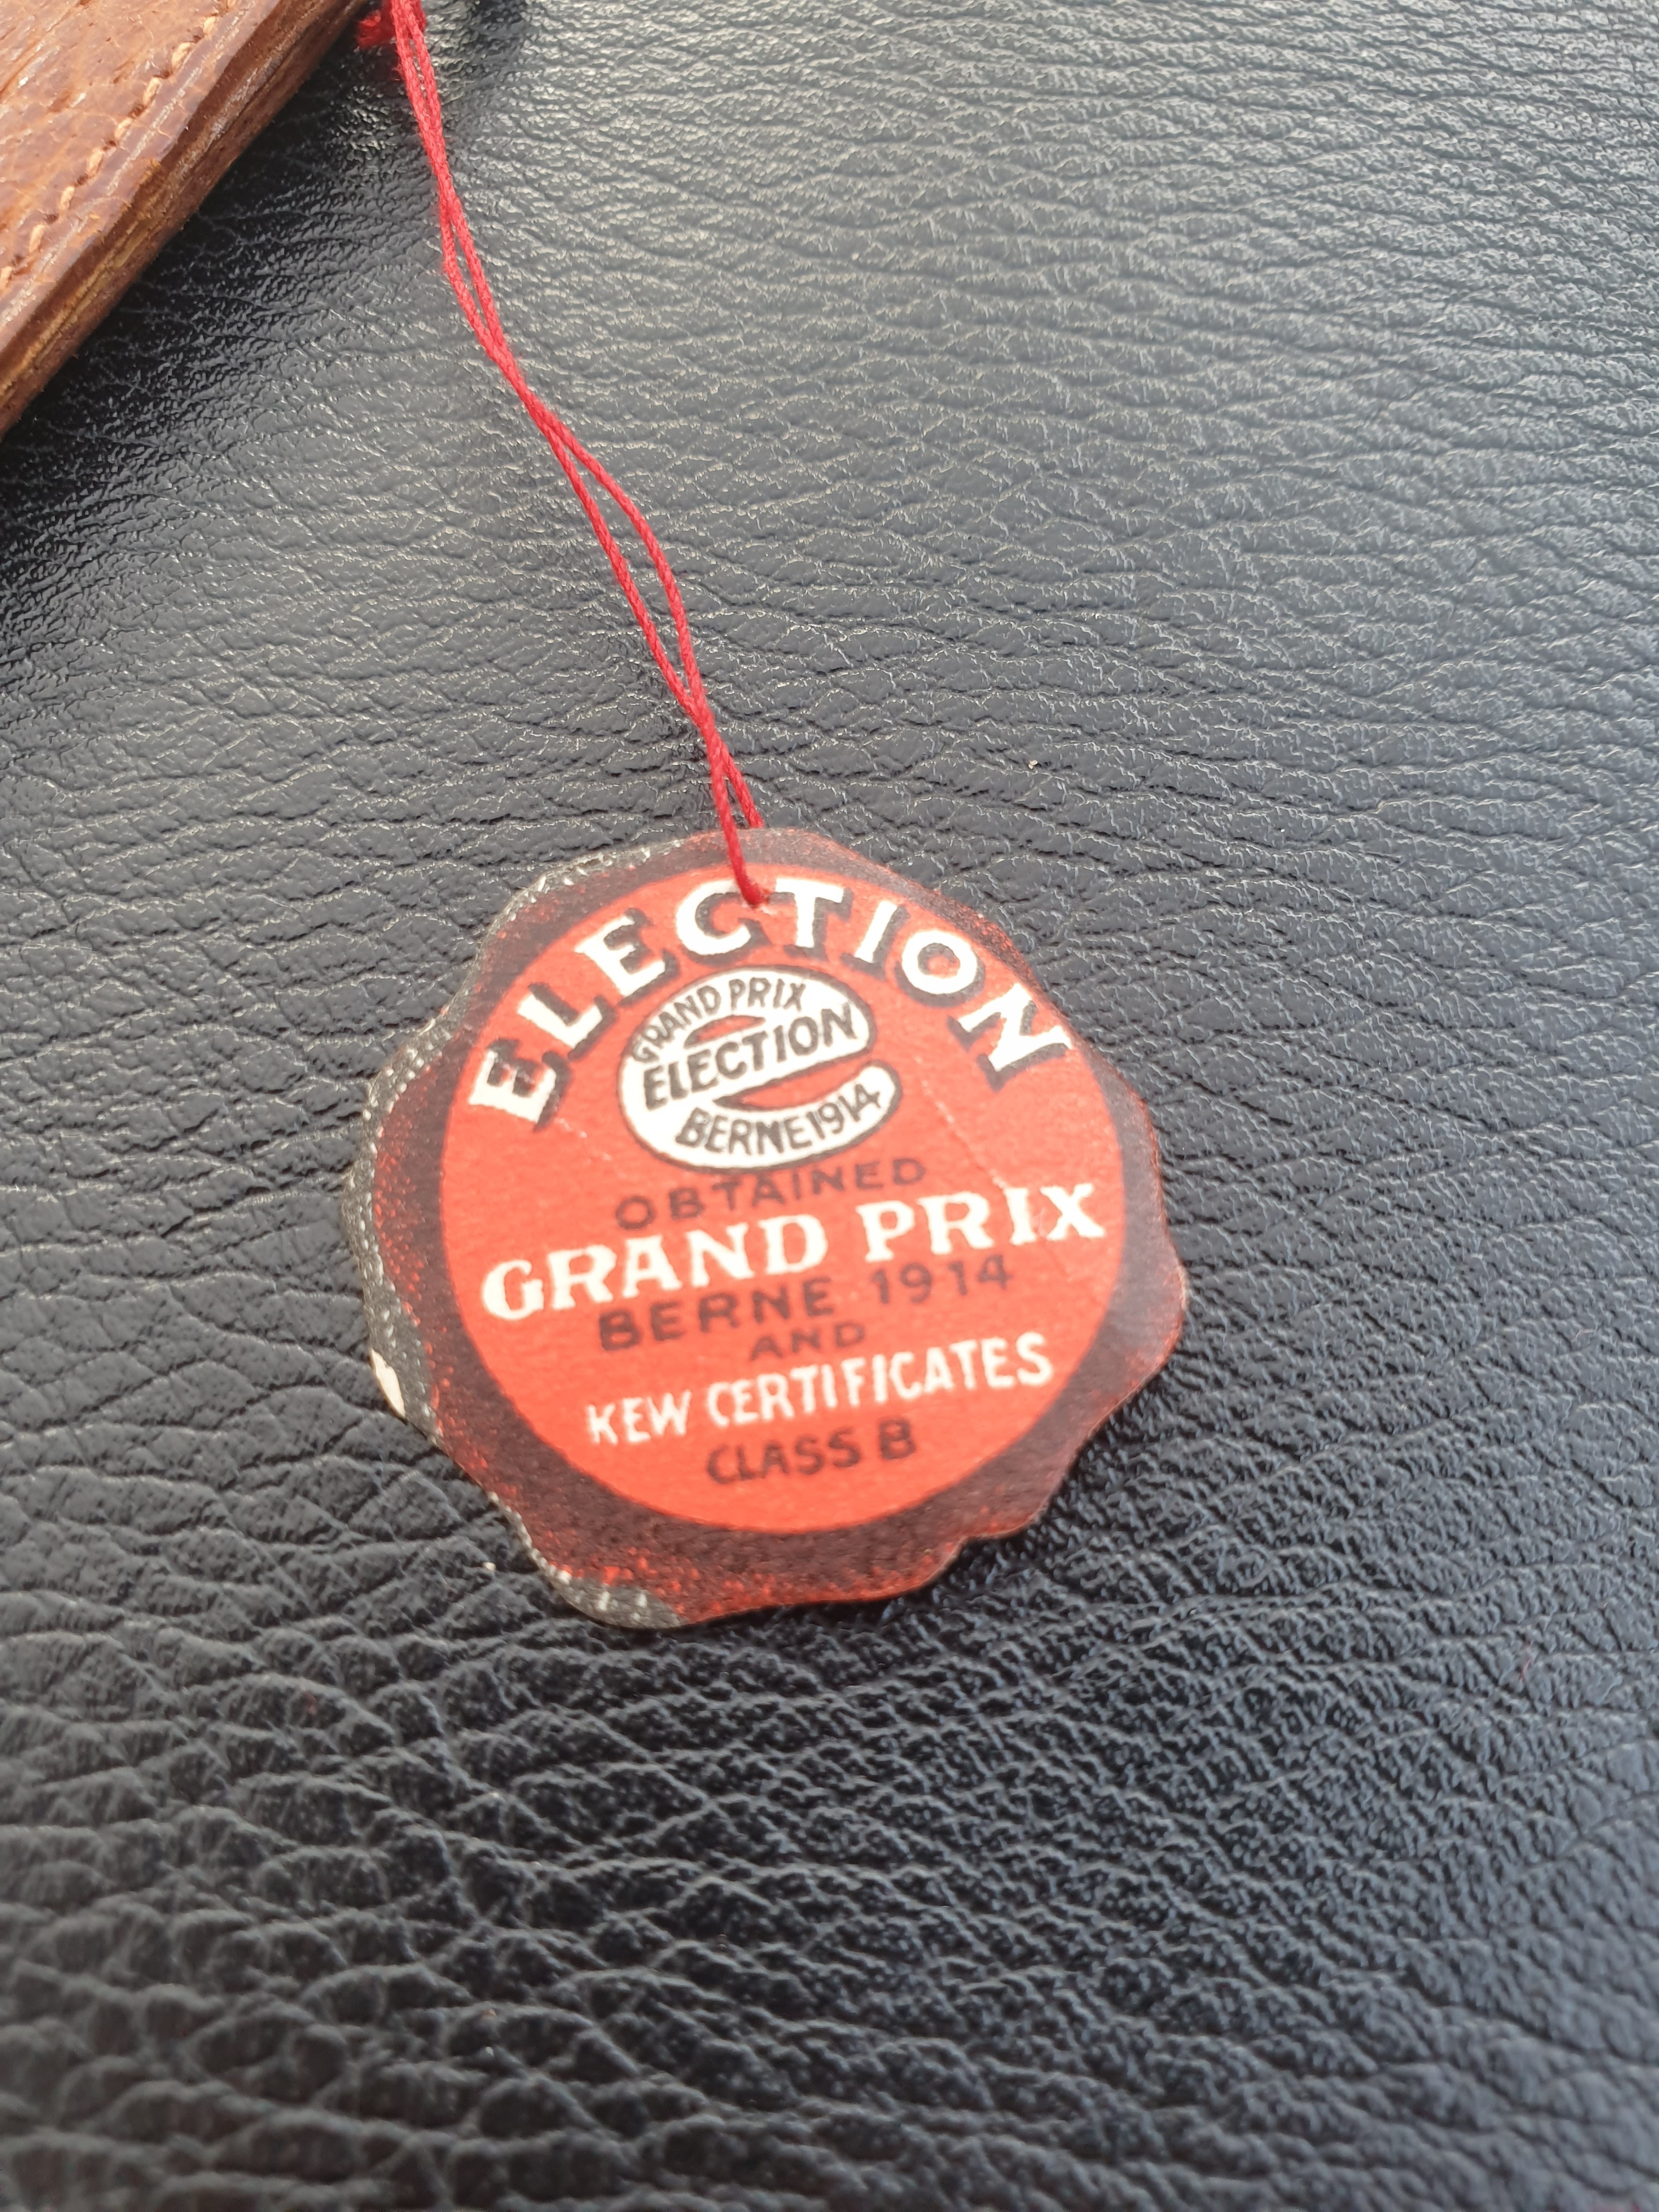 ELECTION
GRAND PRIX
ELECTION
BERNE 1914
OBTAINED
GRAND PRIX
BERNE 1914
AND
KEW CERTIFICATES
CLASS B